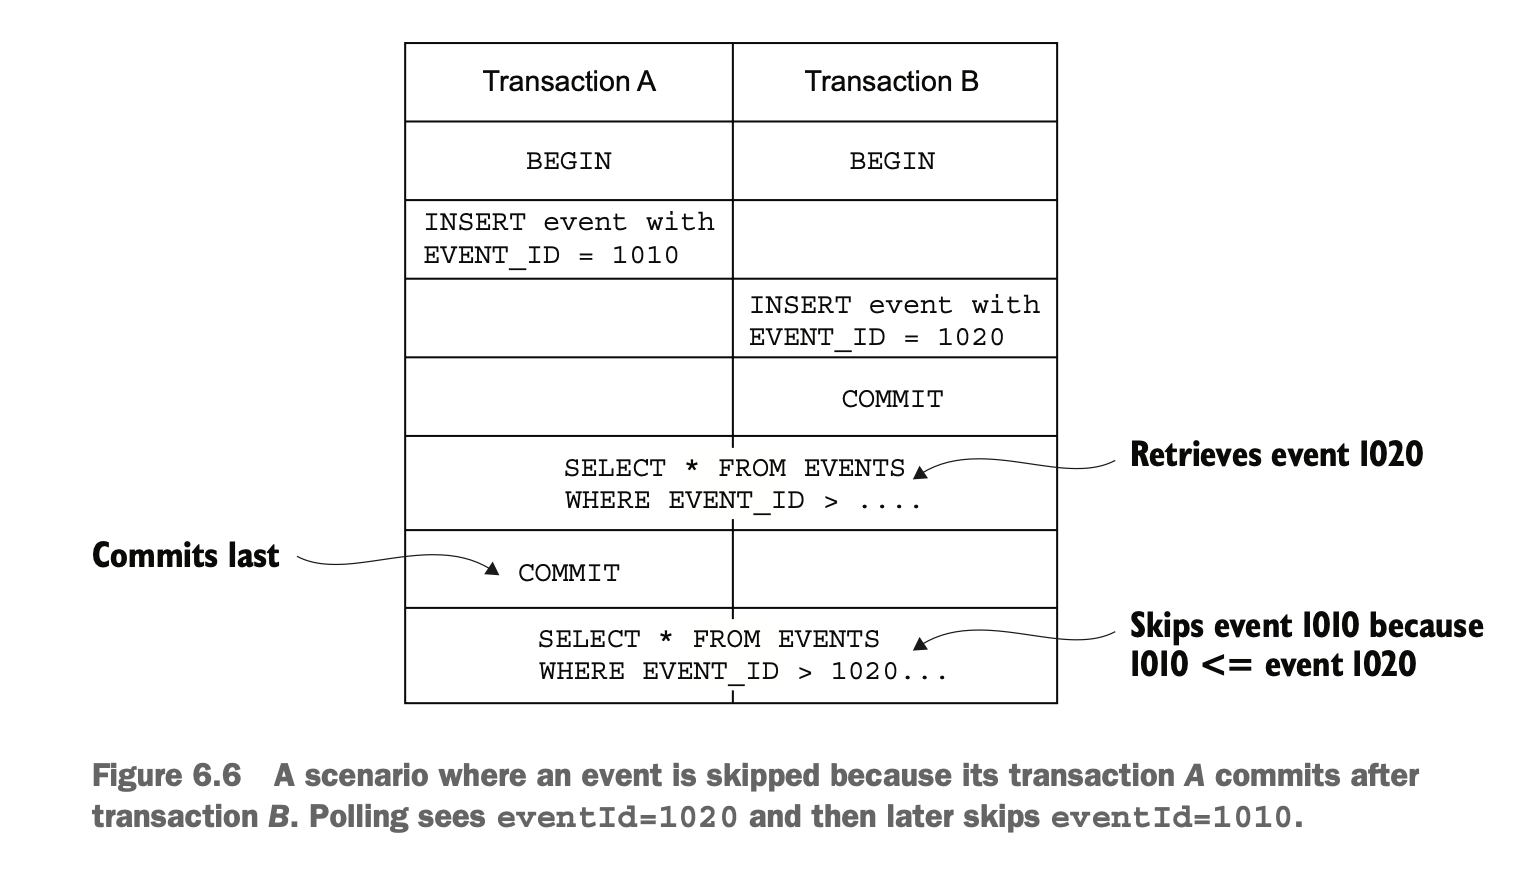 Transaction A
Transaction B
BEGIN
BEGIN
INSERT event with
EVENT_ID = 1010
INSERT event with
EVENT_ID = 1020
COMMIT
SELECT * FROM EVENTS
WHERE EVENT_ID > ....
Retrieves event 1020
Commits last
COMMIT
SELECT * FROM EVENTS
WHERE EVENT_ID > 1020...
Skips event 1010 because
1010 <= event 1020
Figure 6.6 A scenario where an event is skipped because its transaction A commits after
transaction B. Polling sees eventId=1020 and then later skips eventId=1010.